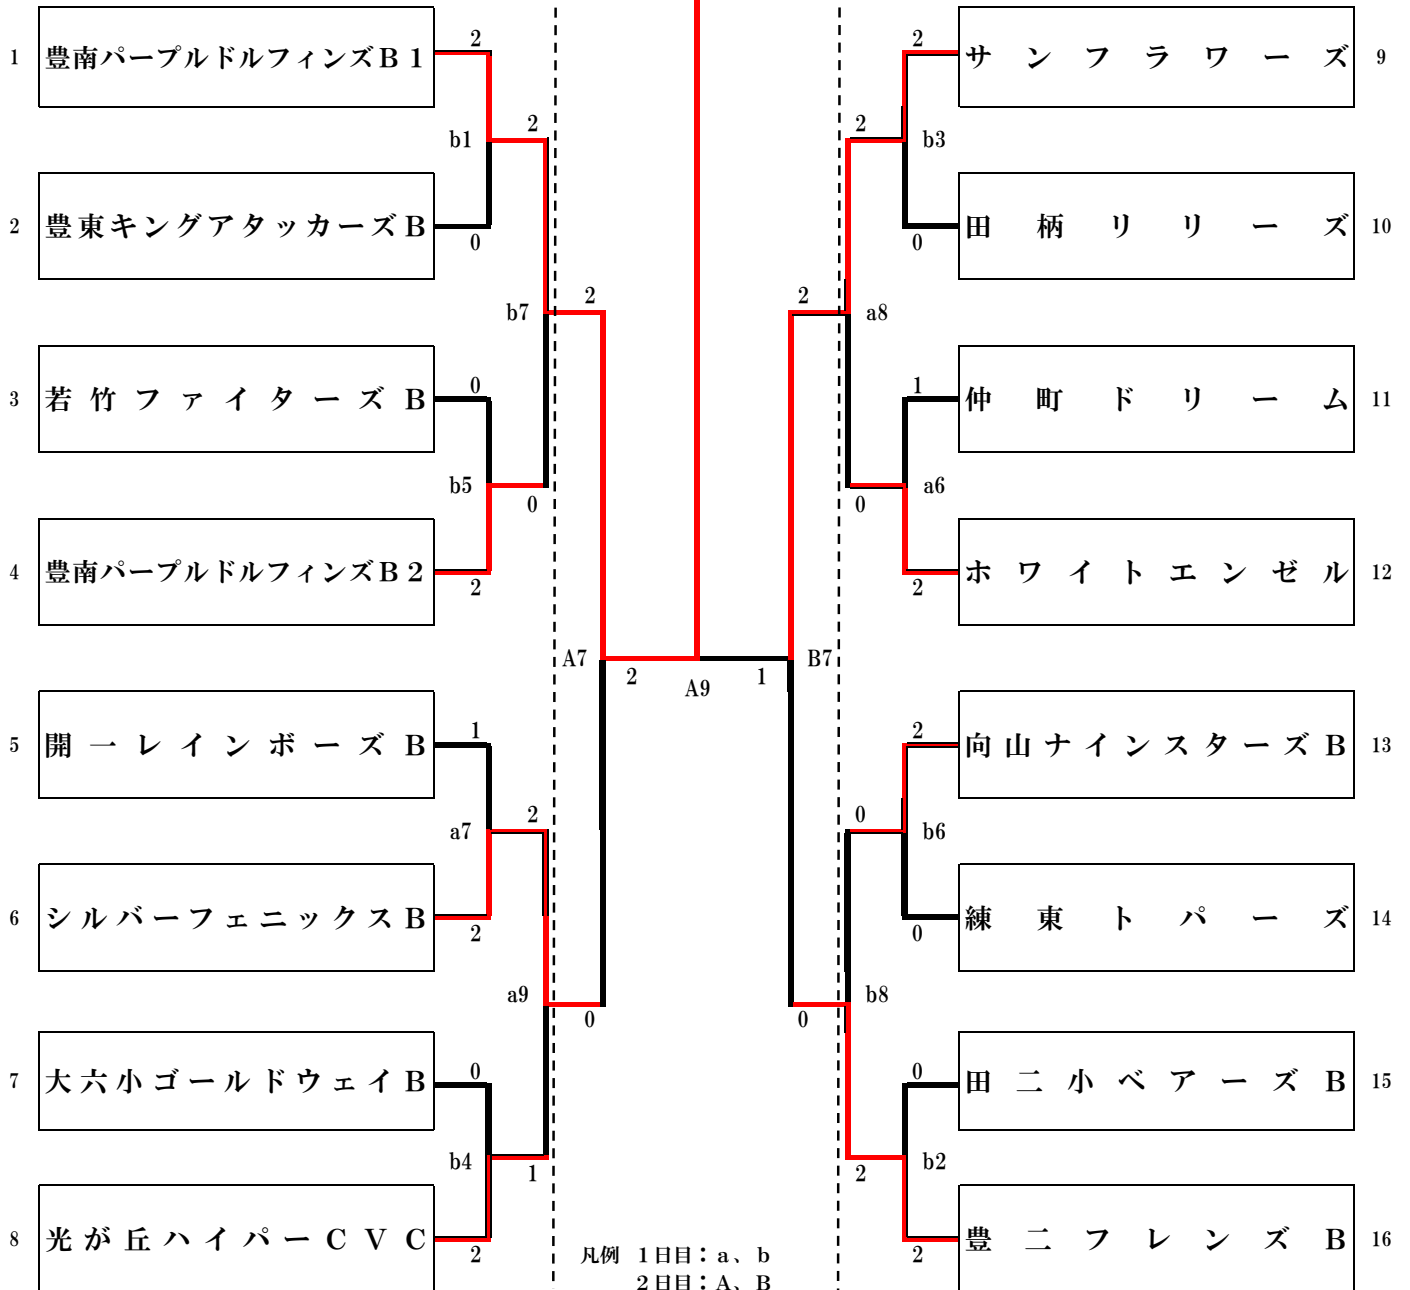 1 豊南パープルドルフィンズB1 2
b1 2
2 豊東キングアタッカーズB 0
b7 2
3 若竹ファイターズB 0
b5 0
4 豊南パープルドルフィンズB2 2
A7 2
5 開一レインボーズB 1
a7 2
6 シルバーフェニックスB 2
a9 0
7 大六小ゴールドウェイB 0
b4 1
8 光が丘ハイパーCVC 2
A9 1
2 サンフラワーズ 9
2 b3
0 田柄リリーズ 10
2 a8
1 仲町ドリーム 11
0 a6
2 ホワイトエンゼル 12
B7
2 向山ナインスターズB 13
0 b6
0 練東トパーズ 14
0 b8
0 田二小ベアーズB 15
2 b2
2 豊二フレンズB 16
凡例 1日目：a、b
2日目：A、B